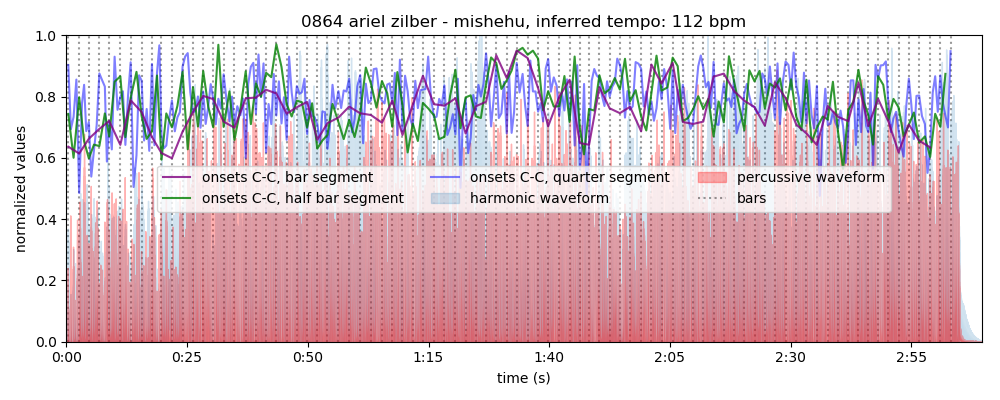 0864 ariel zilber - mishehu, inferred tempo: 112 bpm
1.0
0.8
0.6
0.4
0.2
0.0
normalized values
onsets C-C, bar segment
onsets C-C, half bar segment
onsets C-C, quarter segment
harmonic waveform
percussive waveform
bars
0:00 0:25 0:50 1:15 1:40 2:05 2:30 2:55
time (s)